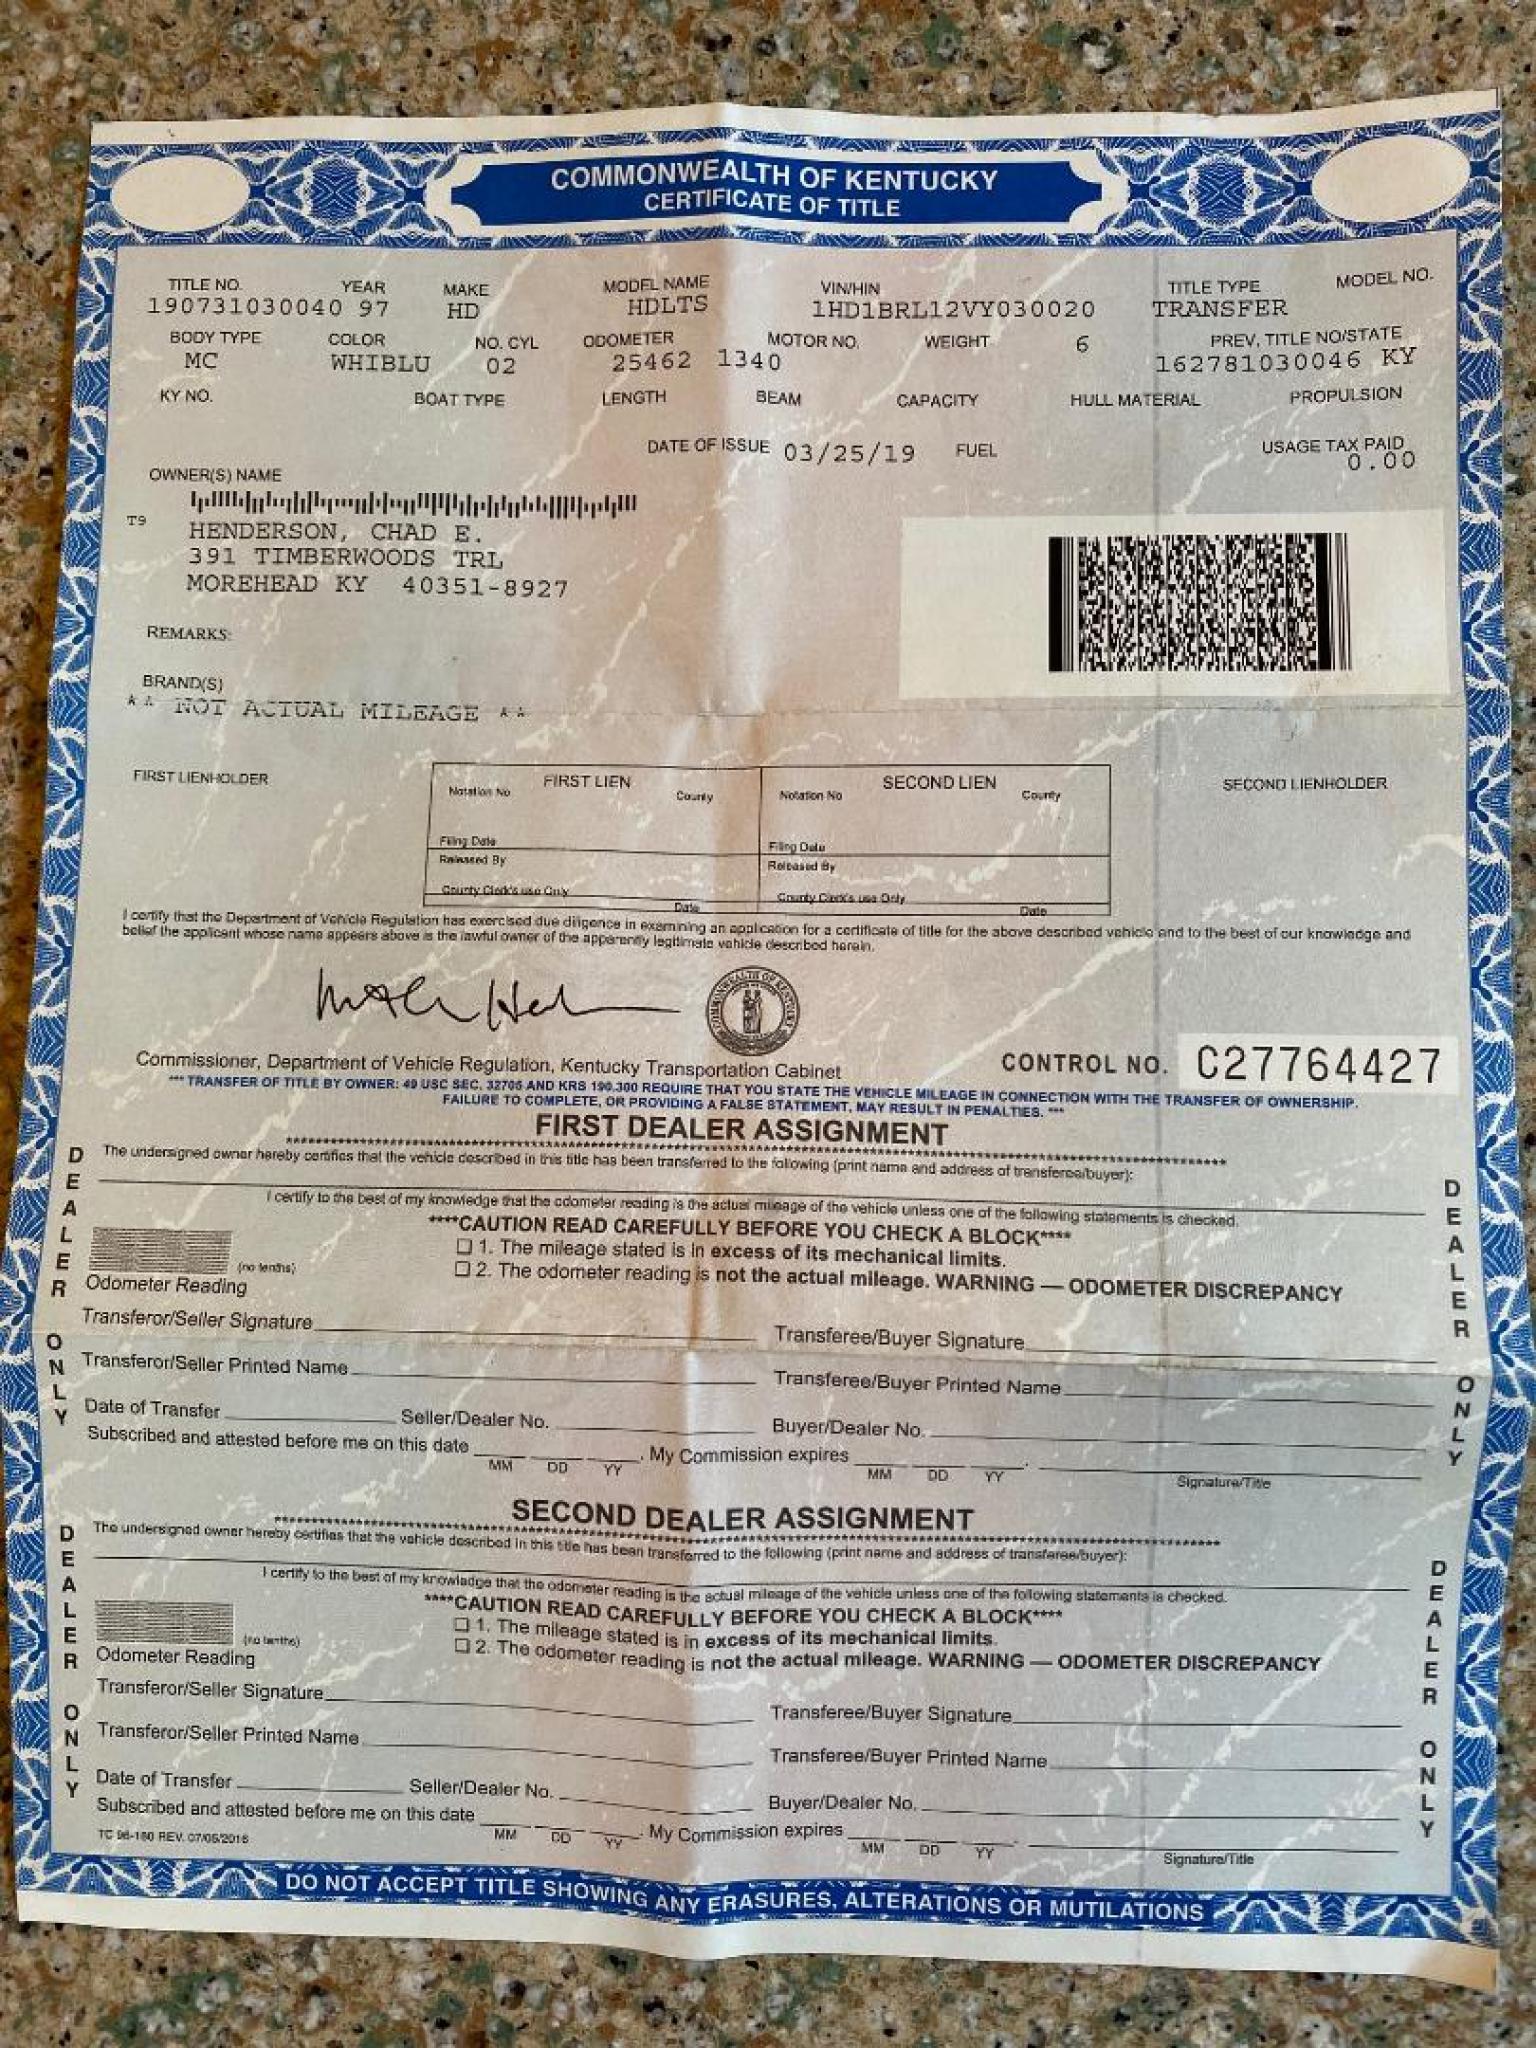 COMMONWEALTH OF KENTUCKY
CERTIFICATE OF TITLE
TITLE NO. YEAR MAKE MODEL NAME VIN/HIN TITLE TYPE MODEL NO.
190731030040 97 HD HDLTS 1HD1BRL12VY030020 TRANSFER
BODY TYPE COLOR NO. CYL ODOMETER MOTOR NO. WEIGHT 6 PREV, TITLE NO/STATE
MC WHIBLU 02 25462 1340 162781030046 KY
KY NO. BOAT TYPE LENGTH BEAM CAPACITY HULL MATERIAL PROPULSION
DATE OF ISSUE 03/25/19 FUEL USAGE TAX PAID
0.00
OWNER(S) NAME
T9
HENDERSON, CHAD E.
391 TIMBERWOODS TRL
MOREHEAD KY 40351-8927
REMARKS:
BRAND(S)
** NOT ACTUAL MILEAGE **
FIRST LIENHOLDER FIRST LIEN SECOND LIEN SECOND LIENHOLDER
Notation No County Notation No County
Filing Date Filing Date
Released By Released By
County Clerk's use Only County Clerk's use Only
Date Date
I certify that the Department of Vehicle Regulation has exercised due diligence in examining an application for a certificate of title for the above described vehicle and to the best of our knowledge and
belief the applicant whose name appears above is the lawful owner of the apparently legitimate vehicle described herein.
COMMONWEALTH OF KENTUCKY
Commissioner, Department of Vehicle Regulation, Kentucky Transportation Cabinet CONTROL NO. C27764427
*** TRANSFER OF TITLE BY OWNER: 49 USC SEC. 32705 AND KRS 190.300 REQUIRE THAT YOU STATE THE VEHICLE MILEAGE IN CONNECTION WITH THE TRANSFER OF OWNERSHIP.
FAILURE TO COMPLETE, OR PROVIDING A FALSE STATEMENT, MAY RESULT IN PENALTIES. ***
FIRST DEALER ASSIGNMENT
The undersigned owner hereby certifies that the vehicle described in this title has been transferred to the following (print name and address of transferee/buyer):
I certify to the best of my knowledge that the odometer reading is the actual mileage of the vehicle unless one of the following statements is checked.
****CAUTION READ CAREFULLY BEFORE YOU CHECK A BLOCK****
1. The mileage stated is in excess of its mechanical limits.
(no tenths)
2. The odometer reading is not the actual mileage. WARNING — ODOMETER DISCREPANCY
Odometer Reading
Transferor/Seller Signature Transferee/Buyer Signature
Transferor/Seller Printed Name Transferee/Buyer Printed Name
Date of Transfer Seller/Dealer No. Buyer/Dealer No.
Subscribed and attested before me on this date . My Commission expires .
MM DD YY MM DD YY Signature/Title
DEALER ONLY
DEALER ONLY
SECOND DEALER ASSIGNMENT
The undersigned owner hereby certifies that the vehicle described in this title has been transferred to the following (print name and address of transferee/buyer):
I certify to the best of my knowledge that the odometer reading is the actual mileage of the vehicle unless one of the following statements is checked.
****CAUTION READ CAREFULLY BEFORE YOU CHECK A BLOCK****
1. The mileage stated is in excess of its mechanical limits.
(no tenths)
2. The odometer reading is not the actual mileage. WARNING — ODOMETER DISCREPANCY
Odometer Reading
Transferor/Seller Signature Transferee/Buyer Signature
Transferor/Seller Printed Name Transferee/Buyer Printed Name
Date of Transfer Seller/Dealer No. Buyer/Dealer No.
Subscribed and attested before me on this date . My Commission expires .
MM DD YY MM DD YY Signature/Title
DEALER ONLY
DEALER ONLY
TC 96-180 REV. 07/05/2016
DO NOT ACCEPT TITLE SHOWING ANY ERASURES, ALTERATIONS OR MUTILATIONS